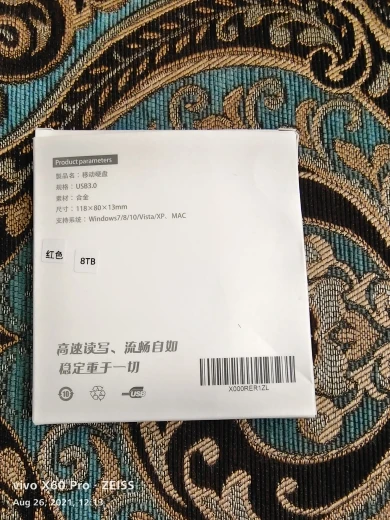 Product parameters
製品名：移动硬盘
规格：USB3.0
素材：合金
尺寸：118×80×13mm
支持系统：Windows7/8/10/Vista/XP、MAC
红色
8TB
高速读写、流畅自如
稳定重于一切
10
USB
X000RER1ZL
vivo X60 Pro · ZEISS
Aug 26, 2021, 12:13